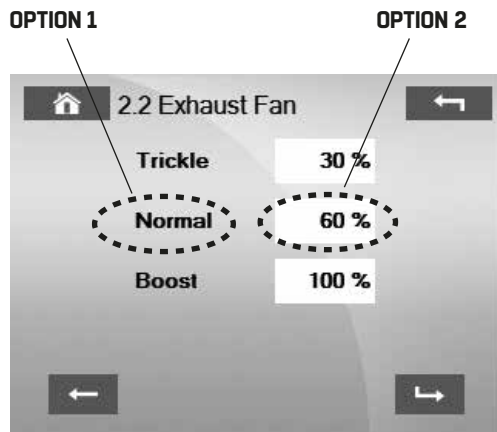 OPTION 1 OPTION 2
2.2 Exhaust Fan
Trickle 30 %
Normal 60 %
Boost 100 %